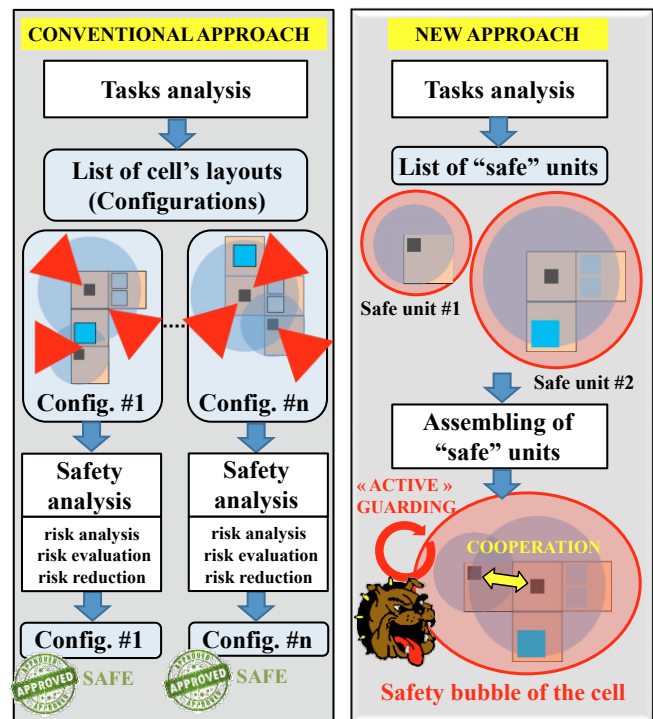 CONVENTIONAL APPROACH
Tasks analysis
List of cell's layouts
(Configurations)
....
Config. #1
Config. #n
Safety
analysis
risk analysis
risk evaluation
risk reduction
Safety
analysis
risk analysis
risk evaluation
risk reduction
Config. #1
Config. #n
APPROVED
SAFE
APPROVED
SAFE
NEW APPROACH
Tasks analysis
List of “safe” units
Safe unit #1
Safe unit #2
Assembling of
“safe” units
« ACTIVE »
GUARDING
COOPERATION
Safety bubble of the cell